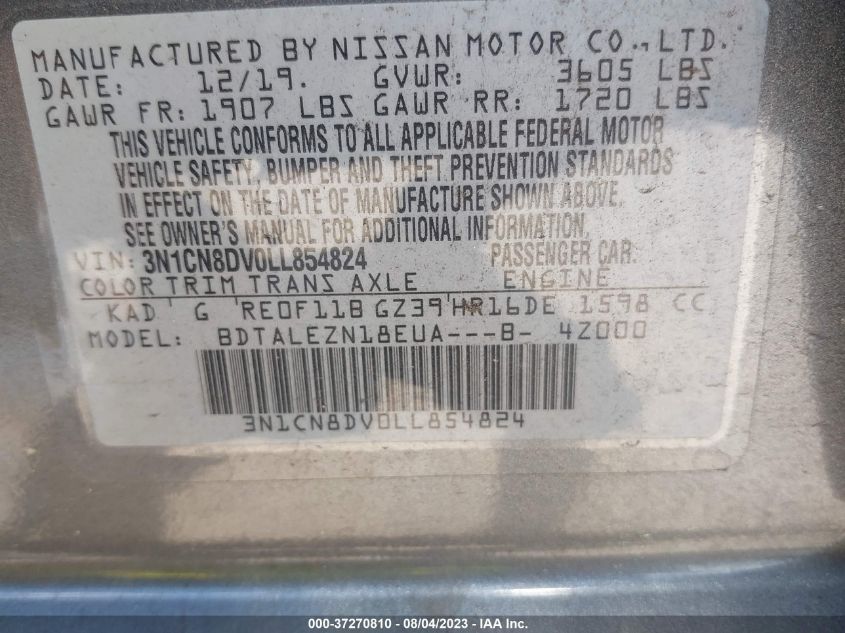 MANUFACTURED BY NISSAN MOTOR CO.,LTD.
DATE: 12/19. GVWR: 3605 LBS
GAWR FR: 1907 LBS GAWR RR: 1720 LBS
THIS VEHICLE CONFORMS TO ALL APPLICABLE FEDERAL MOTOR
VEHICLE SAFETY, BUMPER AND THEFT PREVENTION STANDARDS
IN EFFECT ON THE DATE OF MANUFACTURE SHOWN ABOVE.
SEE OWNER'S MANUAL FOR ADDITIONAL INFORMATION.
VIN: 3N1CN8DV0LL854824 PASSENGER CAR.
COLOR TRIM TRANS AXLE ENGINE
KAD G RE0F11B GZ39 HR16DE 1598 CC
MODEL: BDTALEZN18EUA---B- 4Z000
3N1CN8DV0LL854824
000-37270810 - 08/04/2023 - IAA Inc.